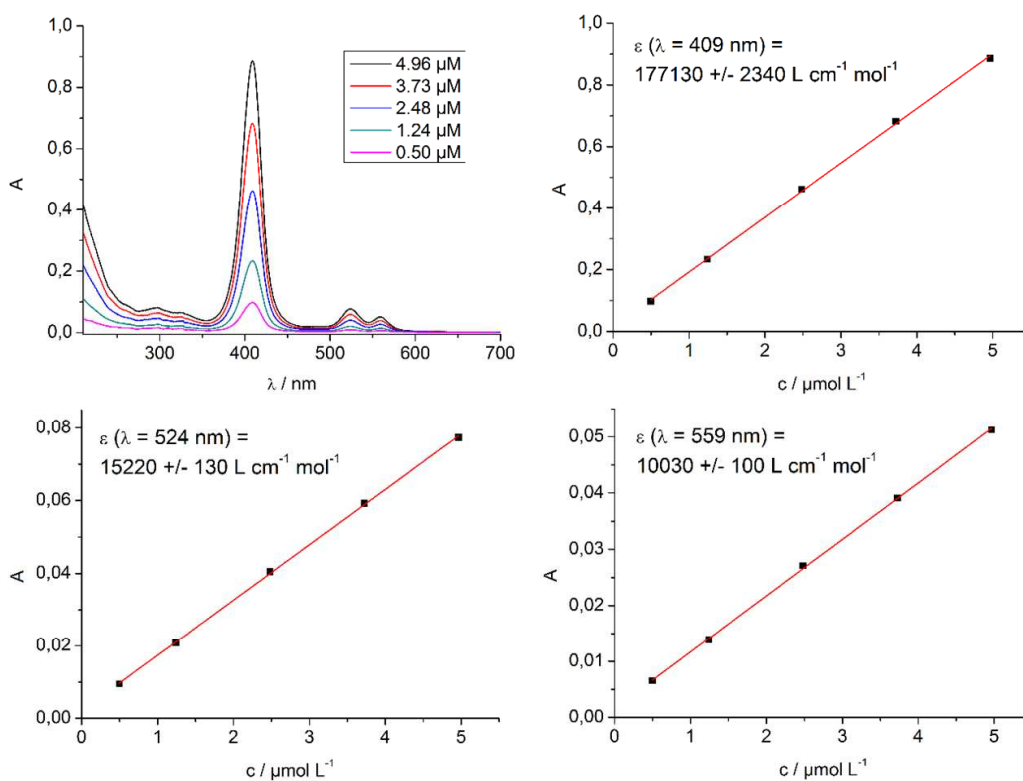 1,0
0,8
0,6
0,4
0,2
0,0
A
300 400 500 600 700
λ / nm
4.96 µM
3.73 µM
2.48 µM
1.24 µM
0.50 µM
1,0
0,8
0,6
0,4
0,2
0,0
A
ε (λ = 409 nm) =
177130 +/- 2340 L cm⁻¹ mol⁻¹
0 1 2 3 4 5
c / µmol L⁻¹
0,08
0,06
0,04
0,02
0,00
A
ε (λ = 524 nm) =
15220 +/- 130 L cm⁻¹ mol⁻¹
0 1 2 3 4 5
c / µmol L⁻¹
0,05
0,04
0,03
0,02
0,01
0,00
A
ε (λ = 559 nm) =
10030 +/- 100 L cm⁻¹ mol⁻¹
0 1 2 3 4 5
c / µmol L⁻¹